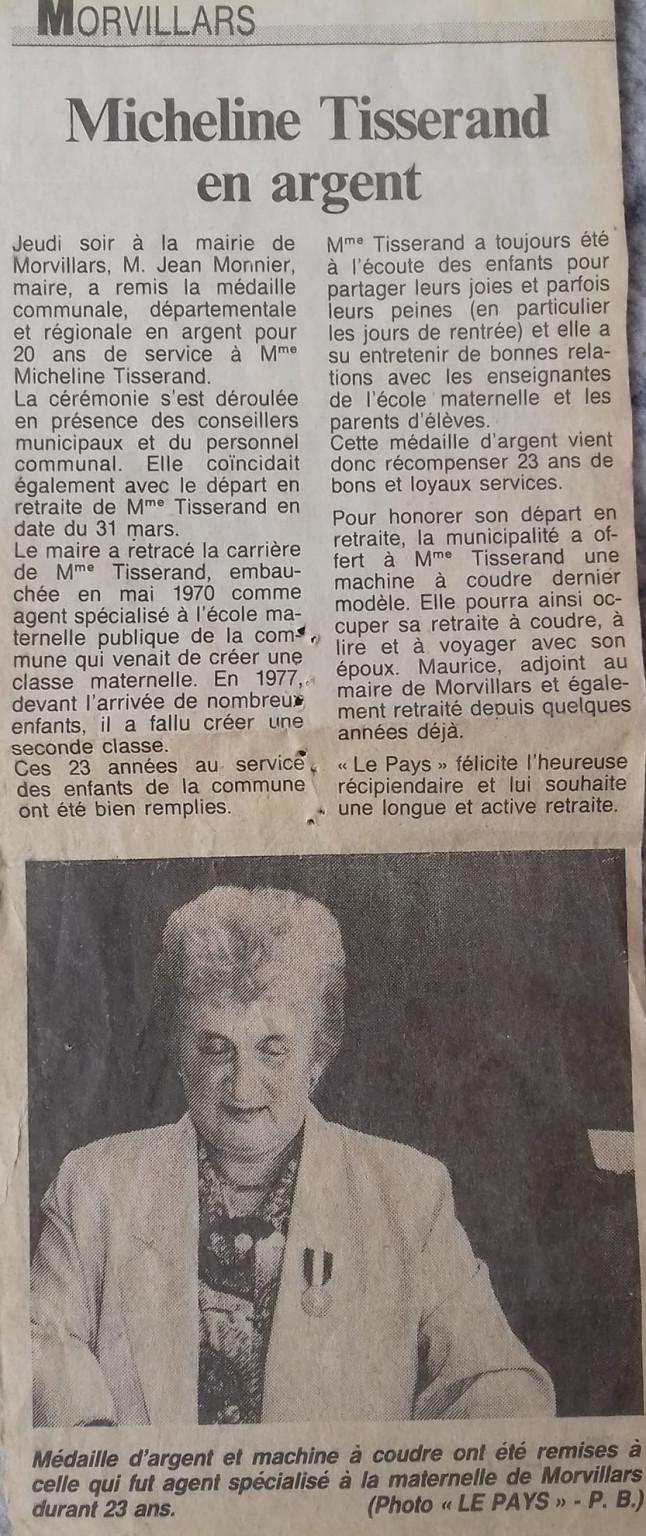 MORVILLARS
Micheline Tisserand
en argent
Jeudi soir à la mairie de
Morvillars, M. Jean Monnier,
maire, a remis la médaille
communale, départementale
et régionale en argent pour
20 ans de service à Mme
Micheline Tisserand.
La cérémonie s'est déroulée
en présence des conseillers
municipaux et du personnel
communal. Elle coïncidait
également avec le départ en
retraite de Mme Tisserand en
date du 31 mars.
Le maire a retracé la carrière
de Mme Tisserand, embau-
chée en mai 1970 comme
agent spécialisé à l'école ma-
ternelle publique de la com-
mune qui venait de créer une
classe maternelle. En 1977,
devant l'arrivée de nombreux
enfants, il a fallu créer une
seconde classe.
Ces 23 années au service
des enfants de la commune
ont été bien remplies.
Mme Tisserand a toujours été
à l'écoute des enfants pour
partager leurs joies et parfois
leurs peines (en particulier
les jours de rentrée) et elle a
su entretenir de bonnes rela-
tions avec les enseignantes
de l'école maternelle et les
parents d'élèves.
Cette médaille d'argent vient
donc récompenser 23 ans de
bons et loyaux services.
Pour honorer son départ en
retraite, la municipalité a of-
fert à Mme Tisserand une
machine à coudre dernier
modèle. Elle pourra ainsi oc-
cuper sa retraite à coudre, à
lire et à voyager avec son
époux. Maurice, adjoint au
maire de Morvillars et égale-
ment retraité depuis quelques
années déjà.
« Le Pays » félicite l'heureuse
récipiendaire et lui souhaite
une longue et active retraite.
Médaille d'argent et machine à coudre ont été remises à
celle qui fut agent spécialisé à la maternelle de Morvillars
durant 23 ans. (Photo « LE PAYS » - P. B.)